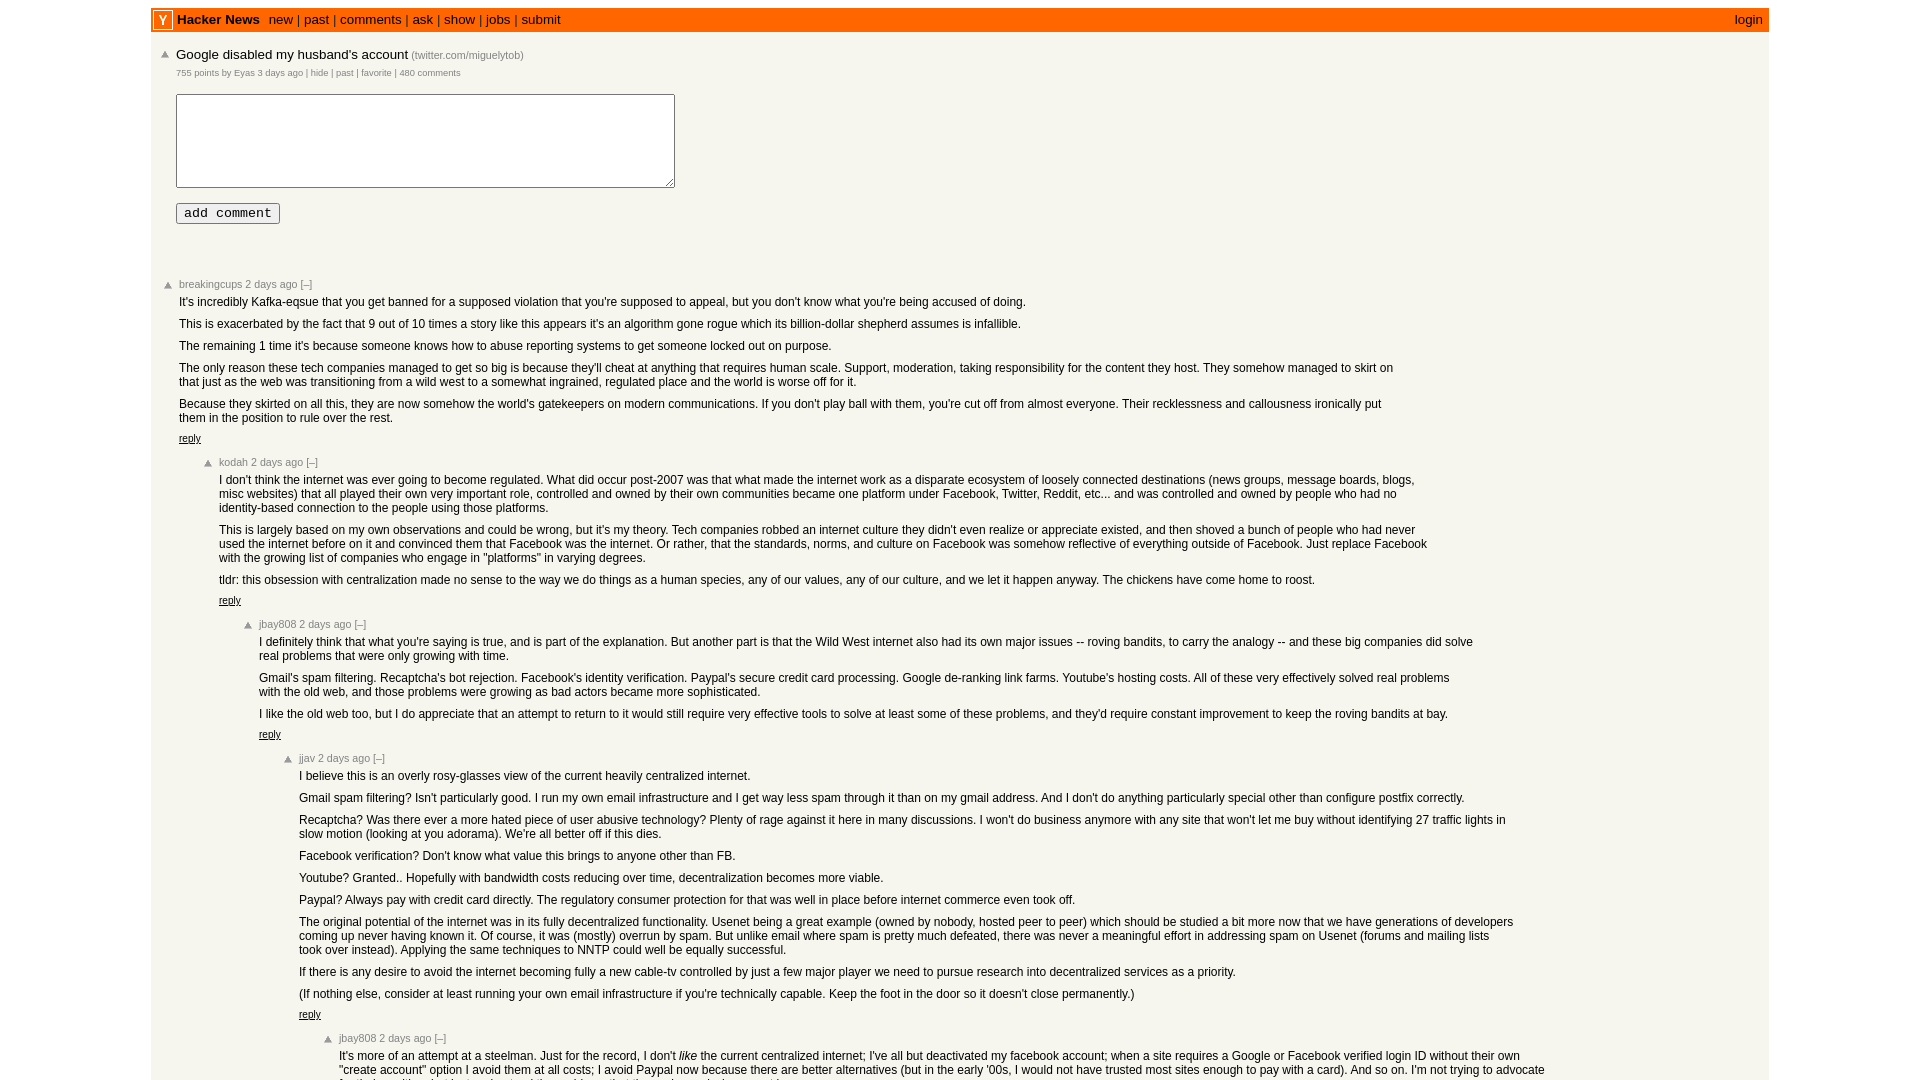 Y Hacker News new | past | comments | ask | show | jobs | submit login
Google disabled my husband's account (twitter.com/miguelytob)
755 points by Eyas 3 days ago | hide | past | favorite | 480 comments
add comment
breakingcups 2 days ago [–]
It's incredibly Kafka-eqsue that you get banned for a supposed violation that you're supposed to appeal, but you don't know what you're being accused of doing.
This is exacerbated by the fact that 9 out of 10 times a story like this appears it's an algorithm gone rogue which its billion-dollar shepherd assumes is infallible.
The remaining 1 time it's because someone knows how to abuse reporting systems to get someone locked out on purpose.
The only reason these tech companies managed to get so big is because they'll cheat at anything that requires human scale. Support, moderation, taking responsibility for the content they host. They somehow managed to skirt on
that just as the web was transitioning from a wild west to a somewhat ingrained, regulated place and the world is worse off for it.
Because they skirted on all this, they are now somehow the world's gatekeepers on modern communications. If you don't play ball with them, you're cut off from almost everyone. Their recklessness and callousness ironically put
them in the position to rule over the rest.
reply
kodah 2 days ago [–]
I don't think the internet was ever going to become regulated. What did occur post-2007 was that what made the internet work as a disparate ecosystem of loosely connected destinations (news groups, message boards, blogs,
misc websites) that all played their own very important role, controlled and owned by their own communities became one platform under Facebook, Twitter, Reddit, etc... and was controlled and owned by people who had no
identity-based connection to the people using those platforms.
This is largely based on my own observations and could be wrong, but it's my theory. Tech companies robbed an internet culture they didn't even realize or appreciate existed, and then shoved a bunch of people who had never
used the internet before on it and convinced them that Facebook was the internet. Or rather, that the standards, norms, and culture on Facebook was somehow reflective of everything outside of Facebook. Just replace Facebook
with the growing list of companies who engage in "platforms" in varying degrees.
tldr: this obsession with centralization made no sense to the way we do things as a human species, any of our values, any of our culture, and we let it happen anyway. The chickens have come home to roost.
reply
jbay808 2 days ago [–]
I definitely think that what you're saying is true, and is part of the explanation. But another part is that the Wild West internet also had its own major issues -- roving bandits, to carry the analogy -- and these big companies did solve
real problems that were only growing with time.
Gmail's spam filtering. Recaptcha's bot rejection. Facebook's identity verification. Paypal's secure credit card processing. Google de-ranking link farms. Youtube's hosting costs. All of these very effectively solved real problems
with the old web, and those problems were growing as bad actors became more sophisticated.
I like the old web too, but I do appreciate that an attempt to return to it would still require very effective tools to solve at least some of these problems, and they'd require constant improvement to keep the roving bandits at bay.
reply
jjav 2 days ago [–]
I believe this is an overly rosy-glasses view of the current heavily centralized internet.
Gmail spam filtering? Isn't particularly good. I run my own email infrastructure and I get way less spam through it than on my gmail address. And I don't do anything particularly special other than configure postfix correctly.
Recaptcha? Was there ever a more hated piece of user abusive technology? Plenty of rage against it here in many discussions. I won't do business anymore with any site that won't let me buy without identifying 27 traffic lights in
slow motion (looking at you adorama). We're all better off if this dies.
Facebook verification? Don't know what value this brings to anyone other than FB.
Youtube? Granted.. Hopefully with bandwidth costs reducing over time, decentralization becomes more viable.
Paypal? Always pay with credit card directly. The regulatory consumer protection for that was well in place before internet commerce even took off.
The original potential of the internet was in its fully decentralized functionality. Usenet being a great example (owned by nobody, hosted peer to peer) which should be studied a bit more now that we have generations of developers
coming up never having known it. Of course, it was (mostly) overrun by spam. But unlike email where spam is pretty much defeated, there was never a meaningful effort in addressing spam on Usenet (forums and mailing lists
took over instead). Applying the same techniques to NNTP could well be equally successful.
If there is any desire to avoid the internet becoming fully a new cable-tv controlled by just a few major player we need to pursue research into decentralized services as a priority.
(If nothing else, consider at least running your own email infrastructure if you're technically capable. Keep the foot in the door so it doesn't close permanently.)
reply
jbay808 2 days ago [–]
It's more of an attempt at a steelman. Just for the record, I don't like the current centralized internet; I've all but deactivated my facebook account; when a site requires a Google or Facebook verified login ID without their own
"create account" option I avoid them at all costs; I avoid Paypal now because there are better alternatives (but in the early '00s, I would not have trusted most sites enough to pay with a card). And so on. I'm not trying to advocate